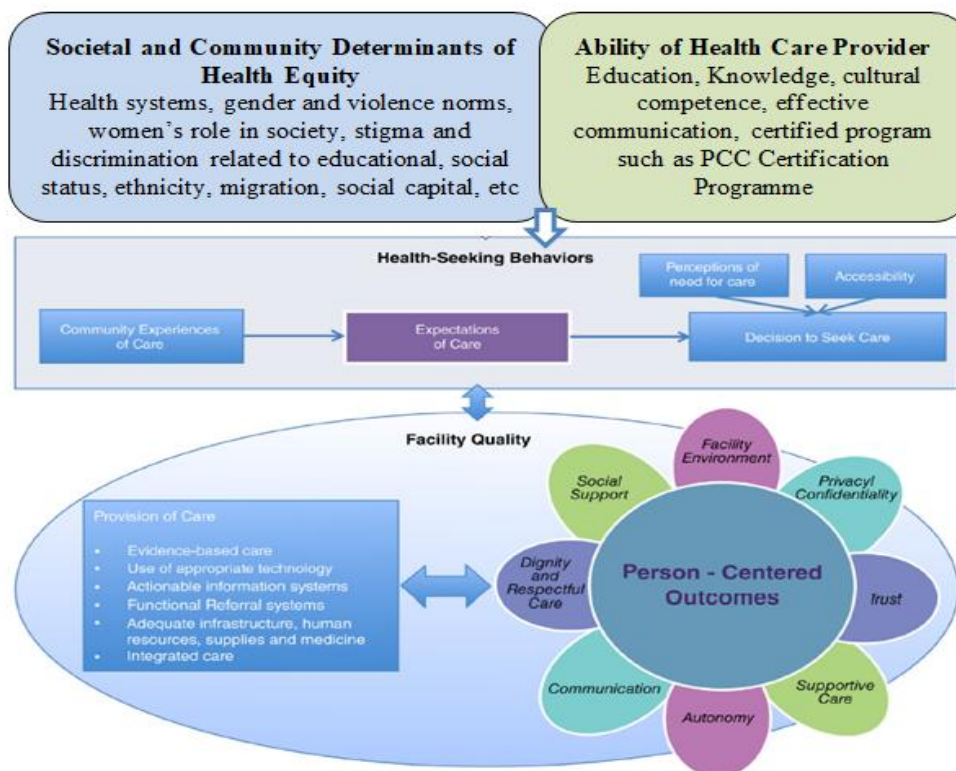 Societal and Community Determinants of
Health Equity
Health systems, gender and violence norms,
women's role in society, stigma and
discrimination related to educational, social
status, ethnicity, migration, social capital, etc
Ability of Health Care Provider
Education, Knowledge, cultural
competence, effective
communication, certified program
such as PCC Certification
Programme
Health-Seeking Behaviors
Perceptions of
need for care
Accessibility
Community Experiences
of Care
Expectations
of Care
Decision to Seek Care
Facility Quality
Provision of Care
• Evidence-based care
• Use of appropriate technology
• Actionable information systems
• Functional Referral systems
• Adequate infrastructure, human
resources, supplies and medicine
• Integrated care
Facility
Environment
Social
Support
Privacy/
Confidentiality
Dignity
and
Respectful
Care
Person - Centered
Outcomes
Trust
Communication
Supportive
Care
Autonomy